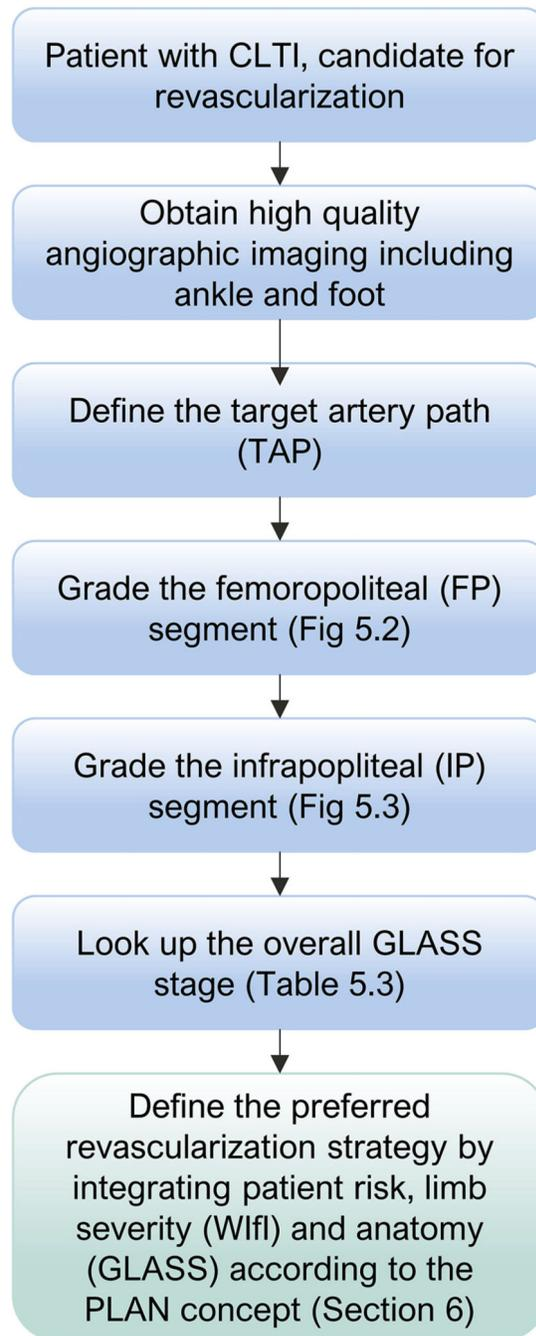 Patient with CLTI, candidate for
revascularization
Obtain high quality
angiographic imaging including
ankle and foot
Define the target artery path
(TAP)
Grade the femoropoliteal (FP)
segment (Fig 5.2)
Grade the infrapopliteal (IP)
segment (Fig 5.3)
Look up the overall GLASS
stage (Table 5.3)
Define the preferred
revascularization strategy by
integrating patient risk, limb
severity (WIfI) and anatomy
(GLASS) according to the
PLAN concept (Section 6)